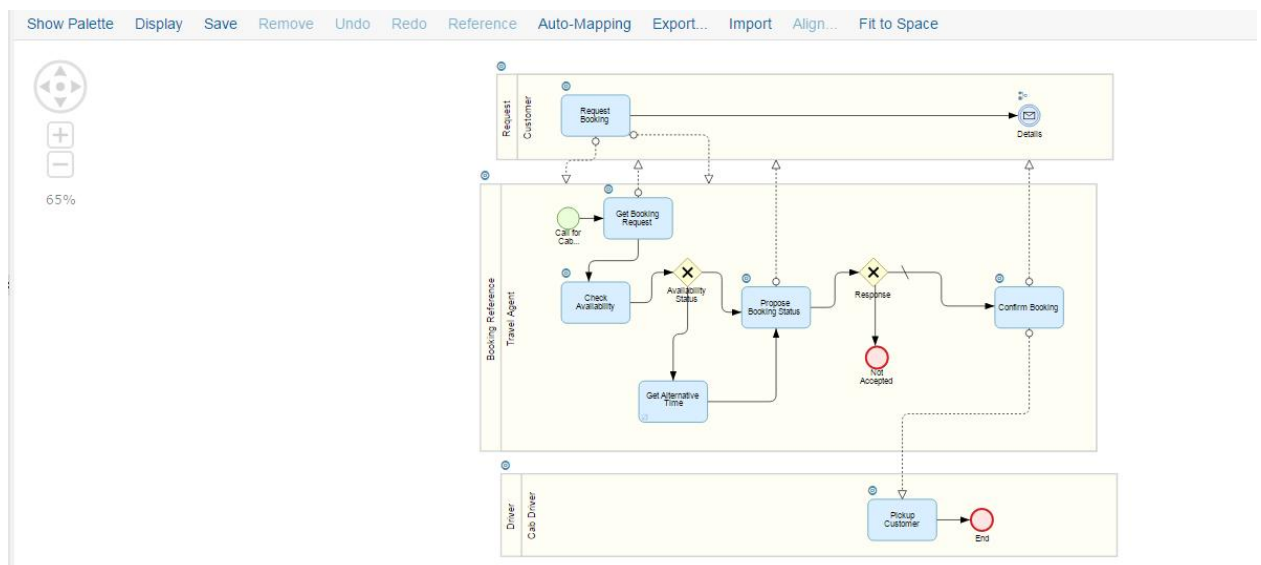 Show Palette Display Save Remove Undo Redo Reference Auto-Mapping Export... Import Align... Fit to Space
65%
Request
Customer
Request
Booking
Details
Booking Reference
Travel Agent
Call for
Cab...
Get Booking
Request
Check
Availability
Availability
Status
Get Alternative
Time
Propose
Booking Status
Response
Not
Accepted
Confirm Booking
Driver
Cab Driver
Pickup
Customer
End